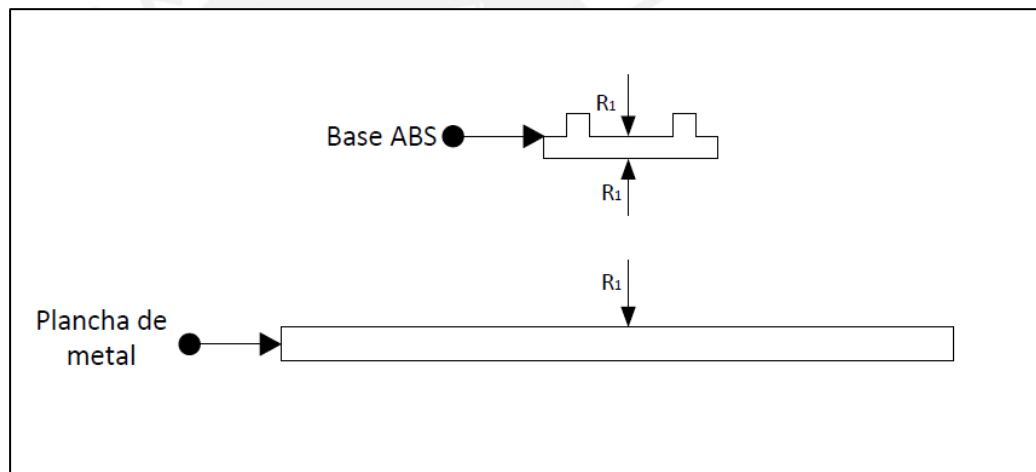 R₁
Base ABS
R₁
R₁
Plancha de
metal